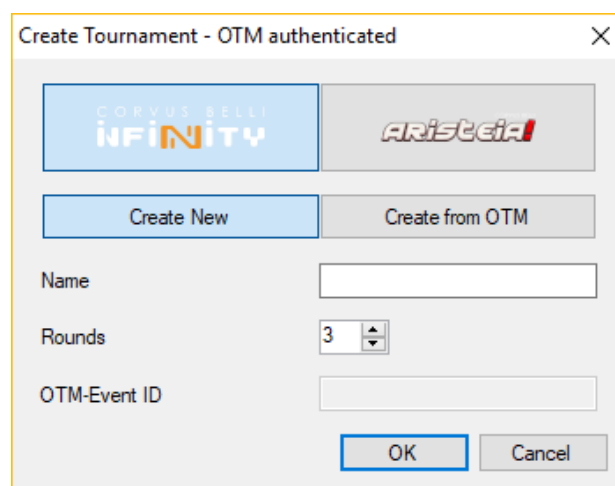 Create Tournament - OTM authenticated
CORVUS BELLI
iNFiNiTY
ARiSTEiA!
Create New
Create from OTM
Name
Rounds
3
OTM-Event ID
OK
Cancel